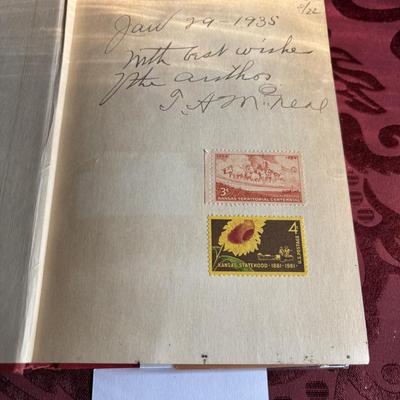 Jan 29-1935
With best wishes
of the author
T. A. McNeal
3¢
KANSAS TERRITORIAL CENTENNIAL
4¢
U.S. POSTAGE
KANSAS STATEHOOD · 1861-1961